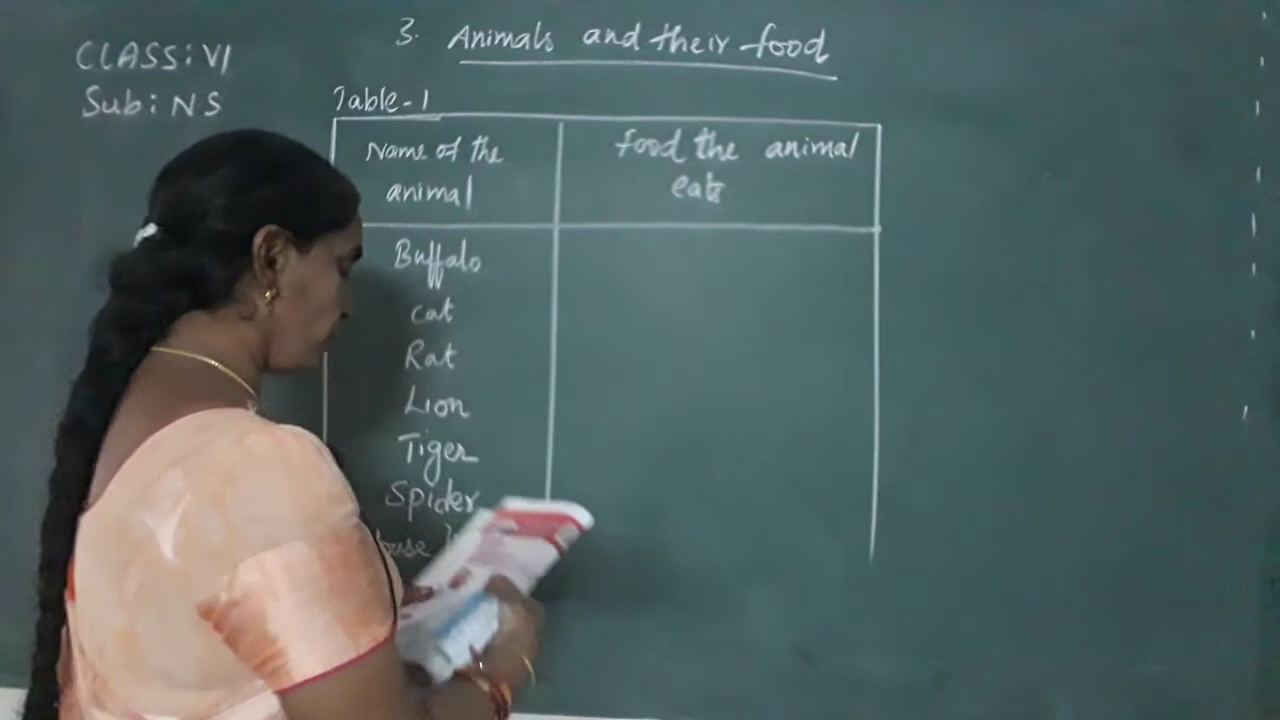 3. Animals and their food
CLASS: VI
Sub: NS
Table-1
Name of the
animal
food the animal
eats
Buffalo
cat
Rat
Lion
Tiger
Spider